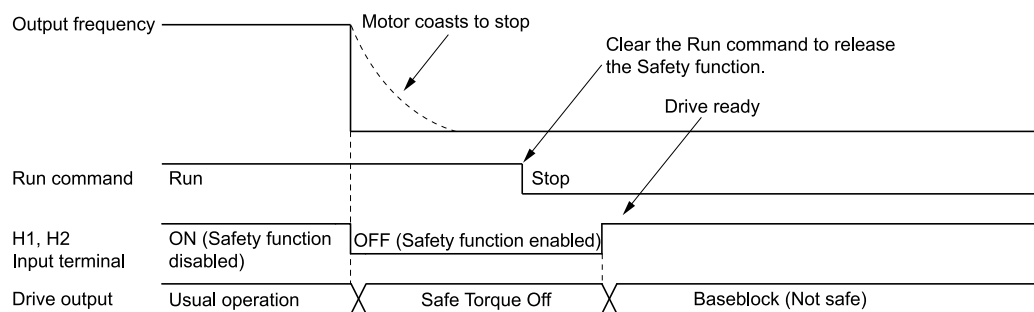 Output frequency
Motor coasts to stop
Clear the Run command to release
the Safety function.
Drive ready
Run command
Run
Stop
H1, H2
Input terminal
ON (Safety function
disabled)
OFF (Safety function enabled)
Drive output
Usual operation
Safe Torque Off
Baseblock (Not safe)